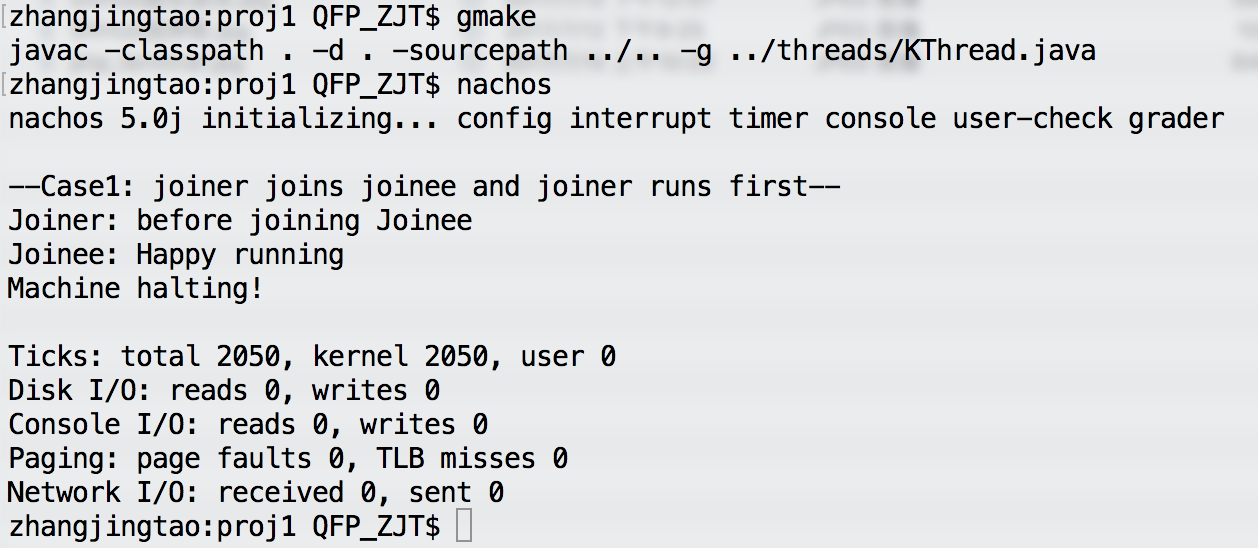 zhangjingtao:proj1 QFP_ZJT$ gmake
javac -classpath . -d . -sourcepath ../.. -g ../threads/KThread.java
zhangjingtao:proj1 QFP_ZJT$ nachos
nachos 5.0j initializing... config interrupt timer console user-check grader
--Case1: joiner joins joinee and joiner runs first--
Joiner: before joining Joinee
Joinee: Happy running
Machine halting!
Ticks: total 2050, kernel 2050, user 0
Disk I/O: reads 0, writes 0
Console I/O: reads 0, writes 0
Paging: page faults 0, TLB misses 0
Network I/O: received 0, sent 0
zhangjingtao:proj1 QFP_ZJT$